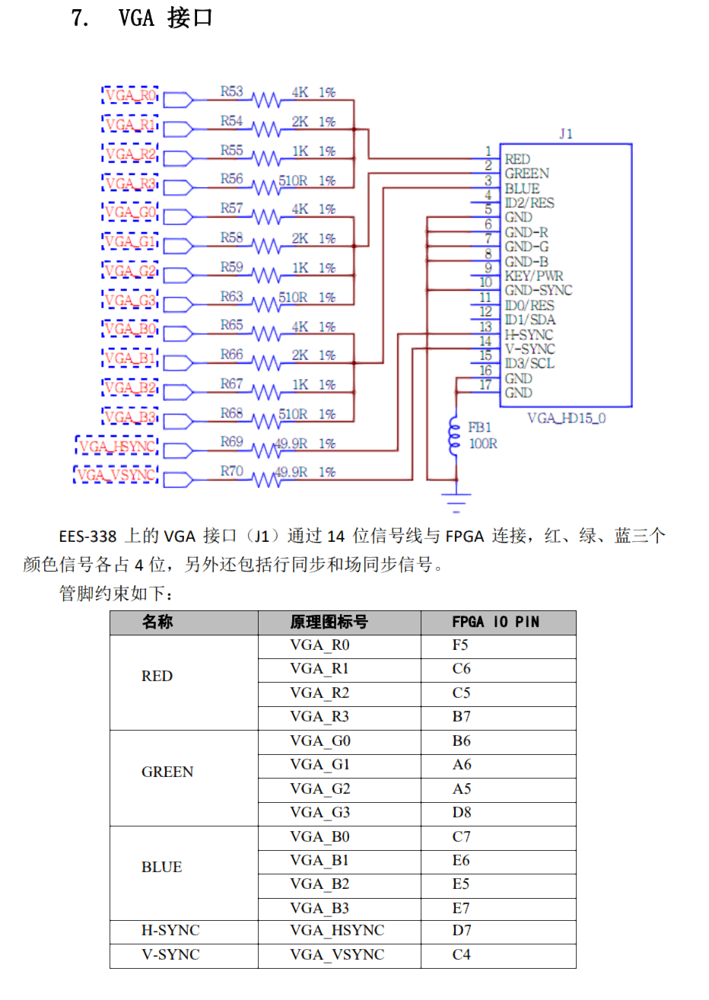 7. VGA 接口
VGA_R0 R53 4K 1%
VGA_R1 R54 2K 1%
VGA_R2 R55 1K 1%
VGA_R3 R56 510R 1%
VGA_G0 R57 4K 1%
VGA_G1 R58 2K 1%
VGA_G2 R59 1K 1%
VGA_G3 R63 510R 1%
VGA_B0 R65 4K 1%
VGA_B1 R66 2K 1%
VGA_B2 R67 1K 1%
VGA_B3 R68 510R 1%
VGA_HSYNC R69 49.9R 1%
VGA_VSYNC R70 49.9R 1%
J1
1 RED
2 GREEN
3 BLUE
4 ID2/RES
5 GND
6 GND-R
7 GND-G
8 GND-B
9 KEY/PWR
10 GND-SYNC
11 ID0/RES
12 ID1/SDA
13 H-SYNC
14 V-SYNC
15 ID3/SCL
16 GND
17 GND
VGA_HD15_0
FB1
100R
EES-338 上的 VGA 接口（J1）通过 14 位信号线与 FPGA 连接，红、绿、蓝三个
颜色信号各占 4 位，另外还包括行同步和场同步信号。
管脚约束如下：
名称 原理图标号 FPGA IO PIN
RED
VGA_R0 F5
VGA_R1 C6
VGA_R2 C5
VGA_R3 B7
GREEN
VGA_G0 B6
VGA_G1 A6
VGA_G2 A5
VGA_G3 D8
BLUE
VGA_B0 C7
VGA_B1 E6
VGA_B2 E5
VGA_B3 E7
H-SYNC VGA_HSYNC D7
V-SYNC VGA_VSYNC C4